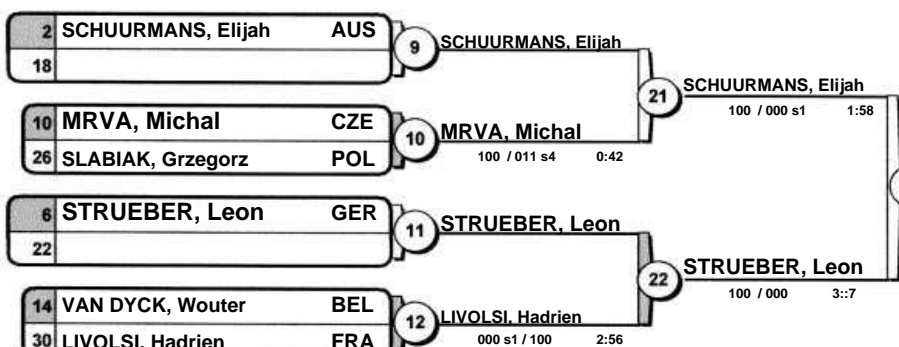 2 SCHUURMANS, Elijah AUS
18
9
SCHUURMANS, Elijah
10 MRVA, Michal CZE
26 SLABIAK, Grzegorz POL
10
MRVA, Michal
100 / 011 s4 0:42
21
SCHUURMANS, Elijah
100 / 000 s1 1:58
6 STRUEBER, Leon GER
22
11
STRUEBER, Leon
14 VAN DYCK, Wouter BEL
30 LIVOLSI, Hadrien FRA
12
LIVOLSI, Hadrien
000 s1 / 100 2:56
22
STRUEBER, Leon
100 / 000 3::7